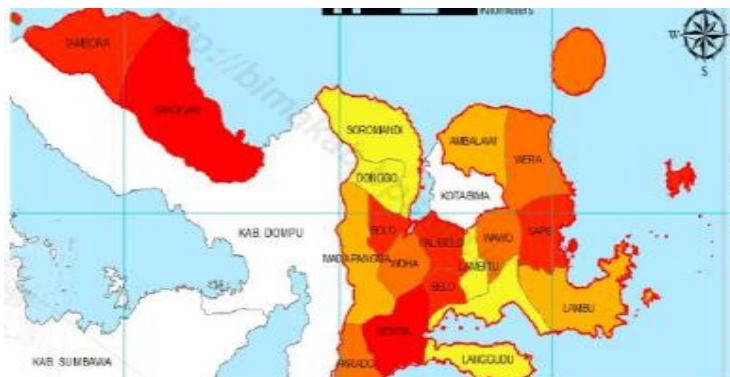 Kilometers
TAMBORA
SANGGAR
SOROMANDI
DONGGO
AMBALAWI
WERA
KOTA BIMA
KAB. DOMPU
BOLO
PALIBELO
WAWO
SAPE
MADAPANGGA
WOHA
LAMBITU
BELO
LAMBU
MONTA
PARADO
LANGGUDU
KAB. SUMBAWA
W
E
S